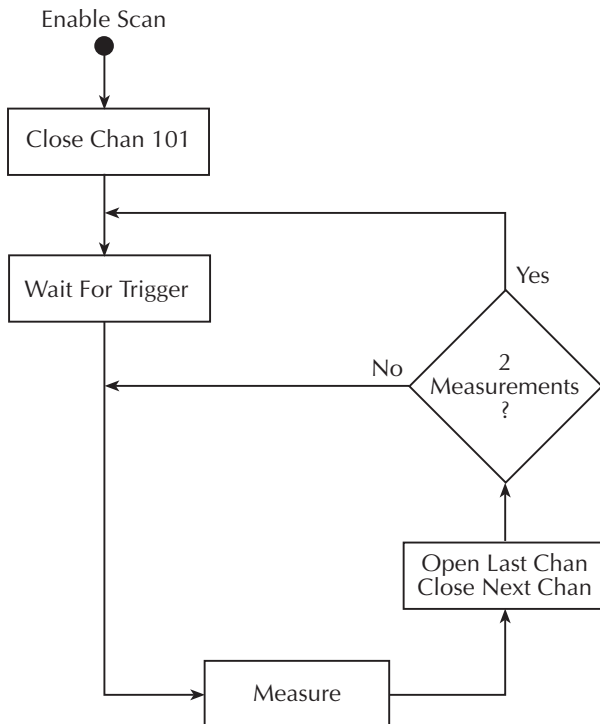 Enable Scan
Close Chan 101
Wait For Trigger
Yes
No
2
Measurements
?
Open Last Chan
Close Next Chan
Measure